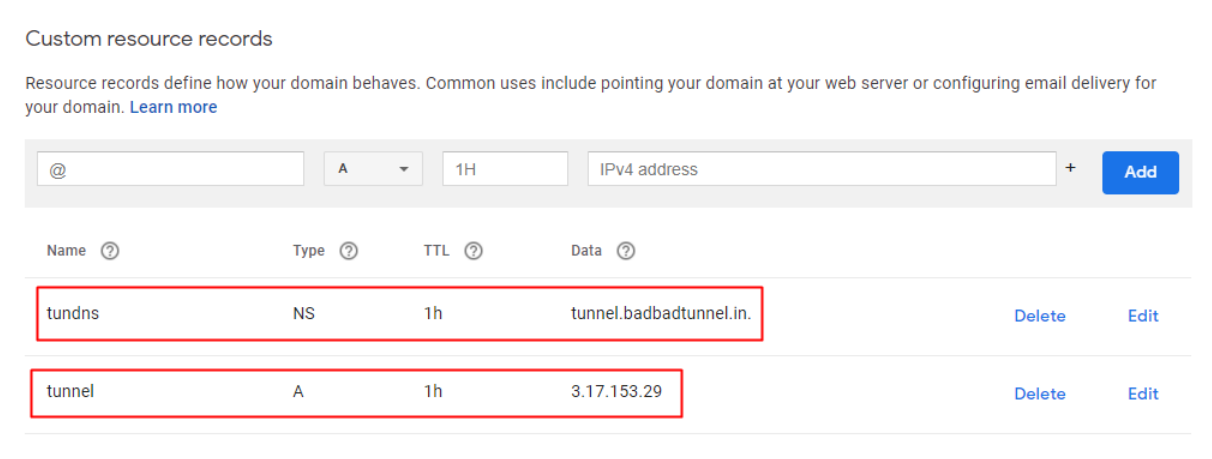 Custom resource records
Resource records define how your domain behaves. Common uses include pointing your domain at your web server or configuring email delivery for
your domain. Learn more
@ A 1H IPv4 address + Add
Name ? Type ? TTL ? Data ?
tundns NS 1h tunnel.badbadtunnel.in. Delete Edit
tunnel A 1h 3.17.153.29 Delete Edit